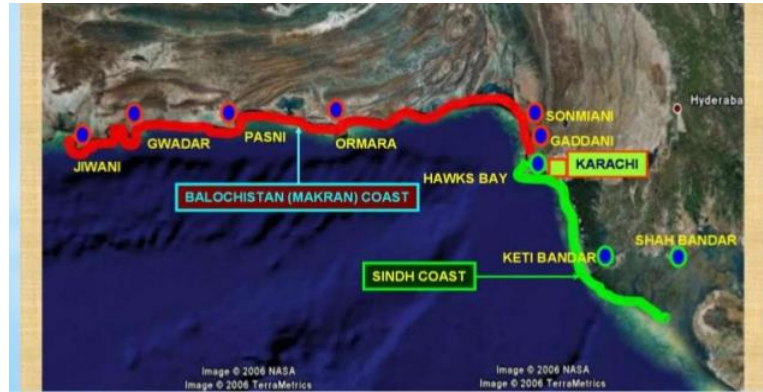 Hyderaba
SONMIANI
GADDANI
GWADAR
PASNI
ORMARA
JIWANI
HAWKS BAY
KARACHI
BALOCHISTAN (MAKRAN) COAST
SHAH BANDAR
KETI BANDAR
SINDH COAST
Image © 2006 NASA
Image © 2006 TerraMetrics
Image © 2006 NASA
Image © 2006 TerraMetrics